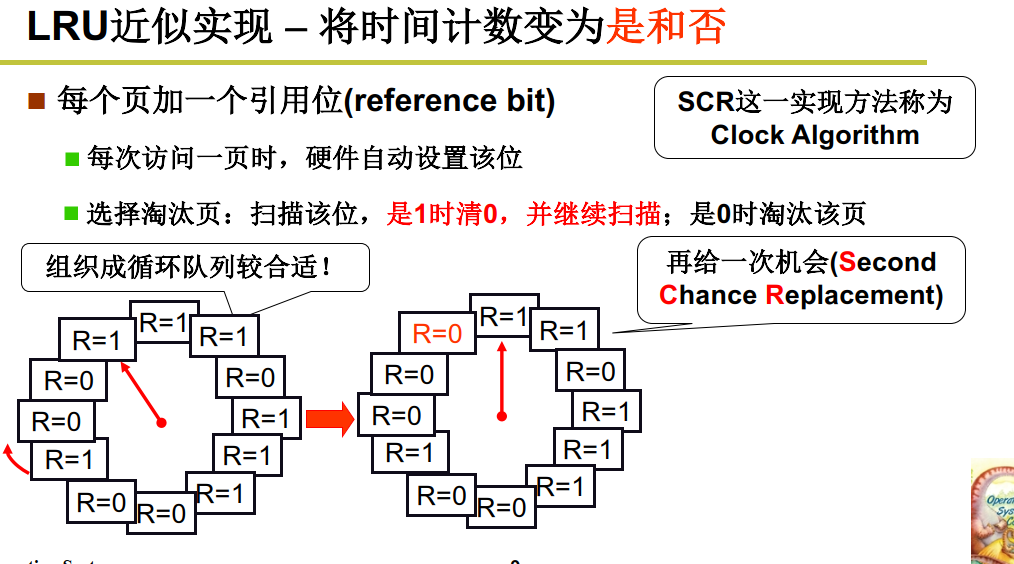 LRU近似实现 – 将时间计数变为是和否
每个页加一个引用位(reference bit)
SCR这一实现方法称为
Clock Algorithm
每次访问一页时，硬件自动设置该位
选择淘汰页：扫描该位，是1时清0，并继续扫描；是0时淘汰该页
组织成循环队列较合适！
再给一次机会(Second
Chance Replacement)
R=1
R=1
R=1
R=0
R=0
R=0
R=1
R=1
R=1
R=0
R=1
R=0
R=1
R=0
R=1
R=0
R=0
R=0
R=1
R=1
R=1
R=0
R=1
R=0